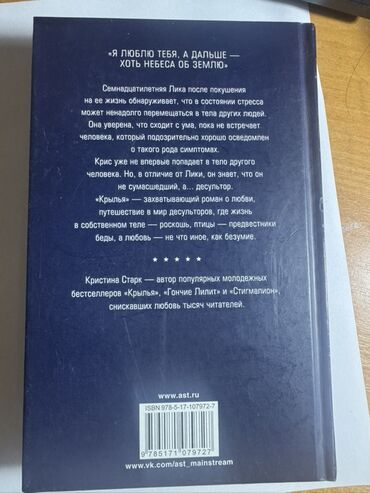 «Я ЛЮБЛЮ ТЕБЯ, А ДАЛЬШЕ —
ХОТЬ НЕБЕСА ОБ ЗЕМЛЮ»
Семнадцатилетняя Лика после покушения
на ее жизнь обнаруживает, что в состоянии стресса
может ненадолго перемещаться в тела других людей.
Она уверена, что сходит с ума, пока не встречает
человека, который подозрительно хорошо осведомлен
о такого рода симптомах.
Крис уже не впервые попадает в тело другого
человека. Но, в отличие от Лики, он знает, что он
не сумасшедший, а... десультор.
«Крылья» — захватывающий роман о любви,
путешествие в мир десульторов, где жизнь
в собственном теле — роскошь, птицы — предвестники
беды, а любовь — не что иное, как безумие.
★ ★ ★ ★ ★
Кристина Старк — автор популярных молодежных
бестселлеров «Крылья», «Гончие Лилит» и «Стигмалион»,
снискавших любовь тысяч читателей.
www.ast.ru
ISBN 978-5-17-107972-7
9 785171 079727
www.vk.com/ast_mainstream